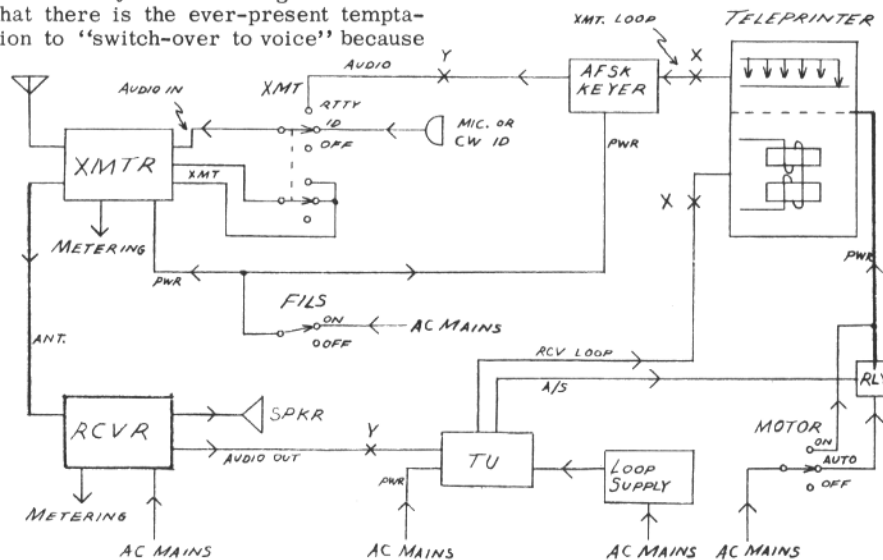 hat there is the ever-present tempta-
ion to "switch-over to voice" because
TELEPRINTER
XMT. LOOP
X
Y
AUDIO
XMT
AFSK
KEYER
AUDIO IN
RTTY
ID
OFF
MIC. OR
CW ID
PWR
XMTR
XMT
X
METERING
PWR
PWR
FILS
ON
OFF
AC MAINS
ANT.
RCV LOOP
A/S
RLY
SPKR
RCVR
Y
AUDIO OUT
TU
PWR
LOOP
SUPPLY
MOTOR
ON
AUTO
OFF
METERING
AC MAINS
AC MAINS
AC MAINS
AC MAINS